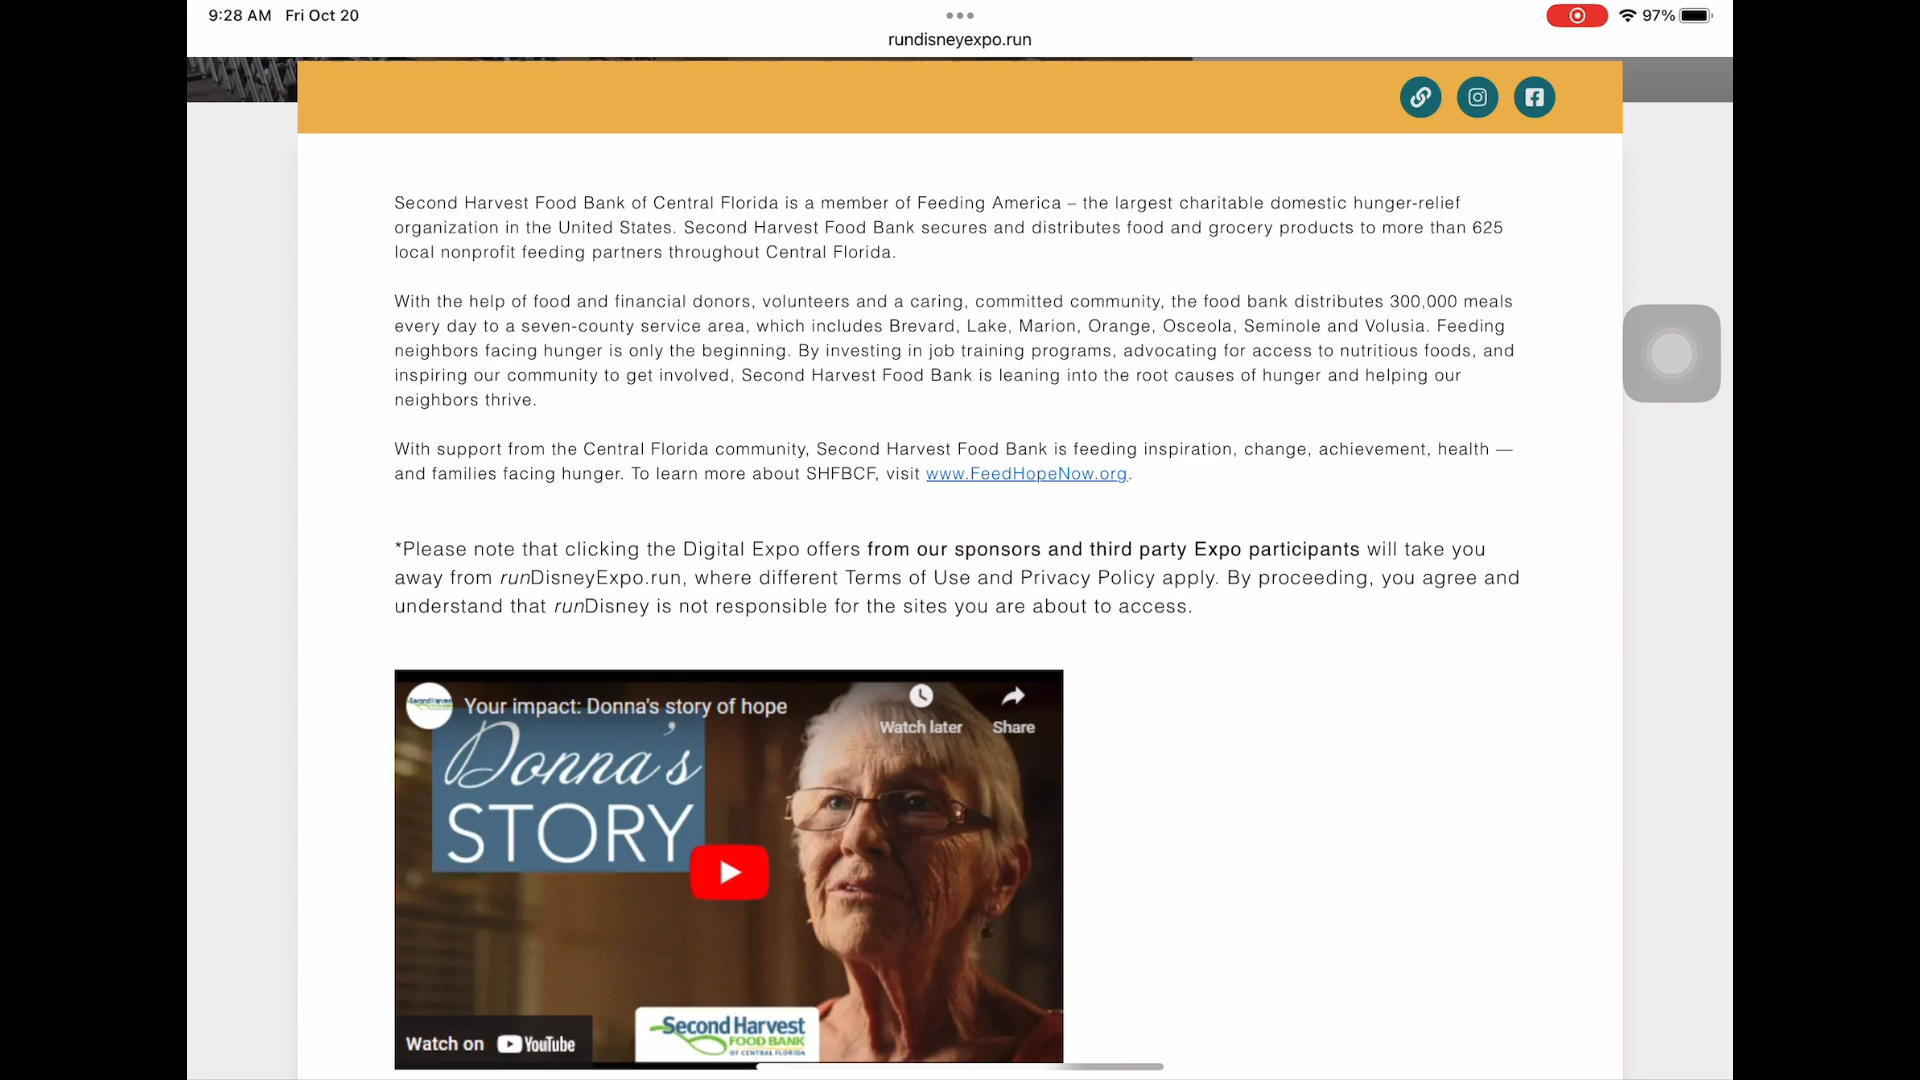 9:28 AM Fri Oct 20
97%
rundisneyexpo.run
Second Harvest Food Bank of Central Florida is a member of Feeding America – the largest charitable domestic hunger-relief
organization in the United States. Second Harvest Food Bank secures and distributes food and grocery products to more than 625
local nonprofit feeding partners throughout Central Florida.
With the help of food and financial donors, volunteers and a caring, committed community, the food bank distributes 300,000 meals
every day to a seven-county service area, which includes Brevard, Lake, Marion, Orange, Osceola, Seminole and Volusia. Feeding
neighbors facing hunger is only the beginning. By investing in job training programs, advocating for access to nutritious foods, and
inspiring our community to get involved, Second Harvest Food Bank is leaning into the root causes of hunger and helping our
neighbors thrive.
With support from the Central Florida community, Second Harvest Food Bank is feeding inspiration, change, achievement, health —
and families facing hunger. To learn more about SHFBCF, visit www.FeedHopeNow.org.
*Please note that clicking the Digital Expo offers from our sponsors and third party Expo participants will take you
away from runDisneyExpo.run, where different Terms of Use and Privacy Policy apply. By proceeding, you agree and
understand that runDisney is not responsible for the sites you are about to access.
Second Harvest
Your impact: Donna's story of hope
Watch later
Share
Donna's
STORY
Watch on YouTube
Second Harvest
FOOD BANK
OF CENTRAL FLORIDA